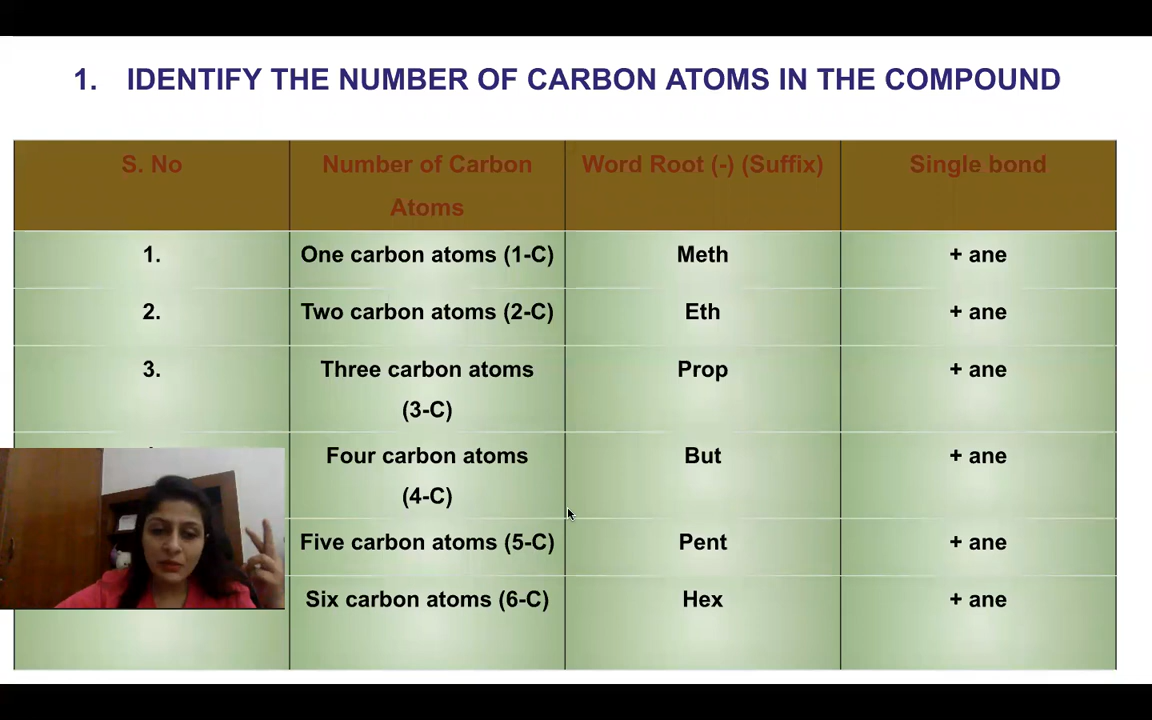 1. IDENTIFY THE NUMBER OF CARBON ATOMS IN THE COMPOUND
S. No
Number of Carbon
Atoms
Word Root (-) (Suffix)
Single bond
1.
One carbon atoms (1-C)
Meth
+ ane
2.
Two carbon atoms (2-C)
Eth
+ ane
3.
Three carbon atoms
(3-C)
Prop
+ ane
Four carbon atoms
(4-C)
But
+ ane
Five carbon atoms (5-C)
Pent
+ ane
Six carbon atoms (6-C)
Hex
+ ane